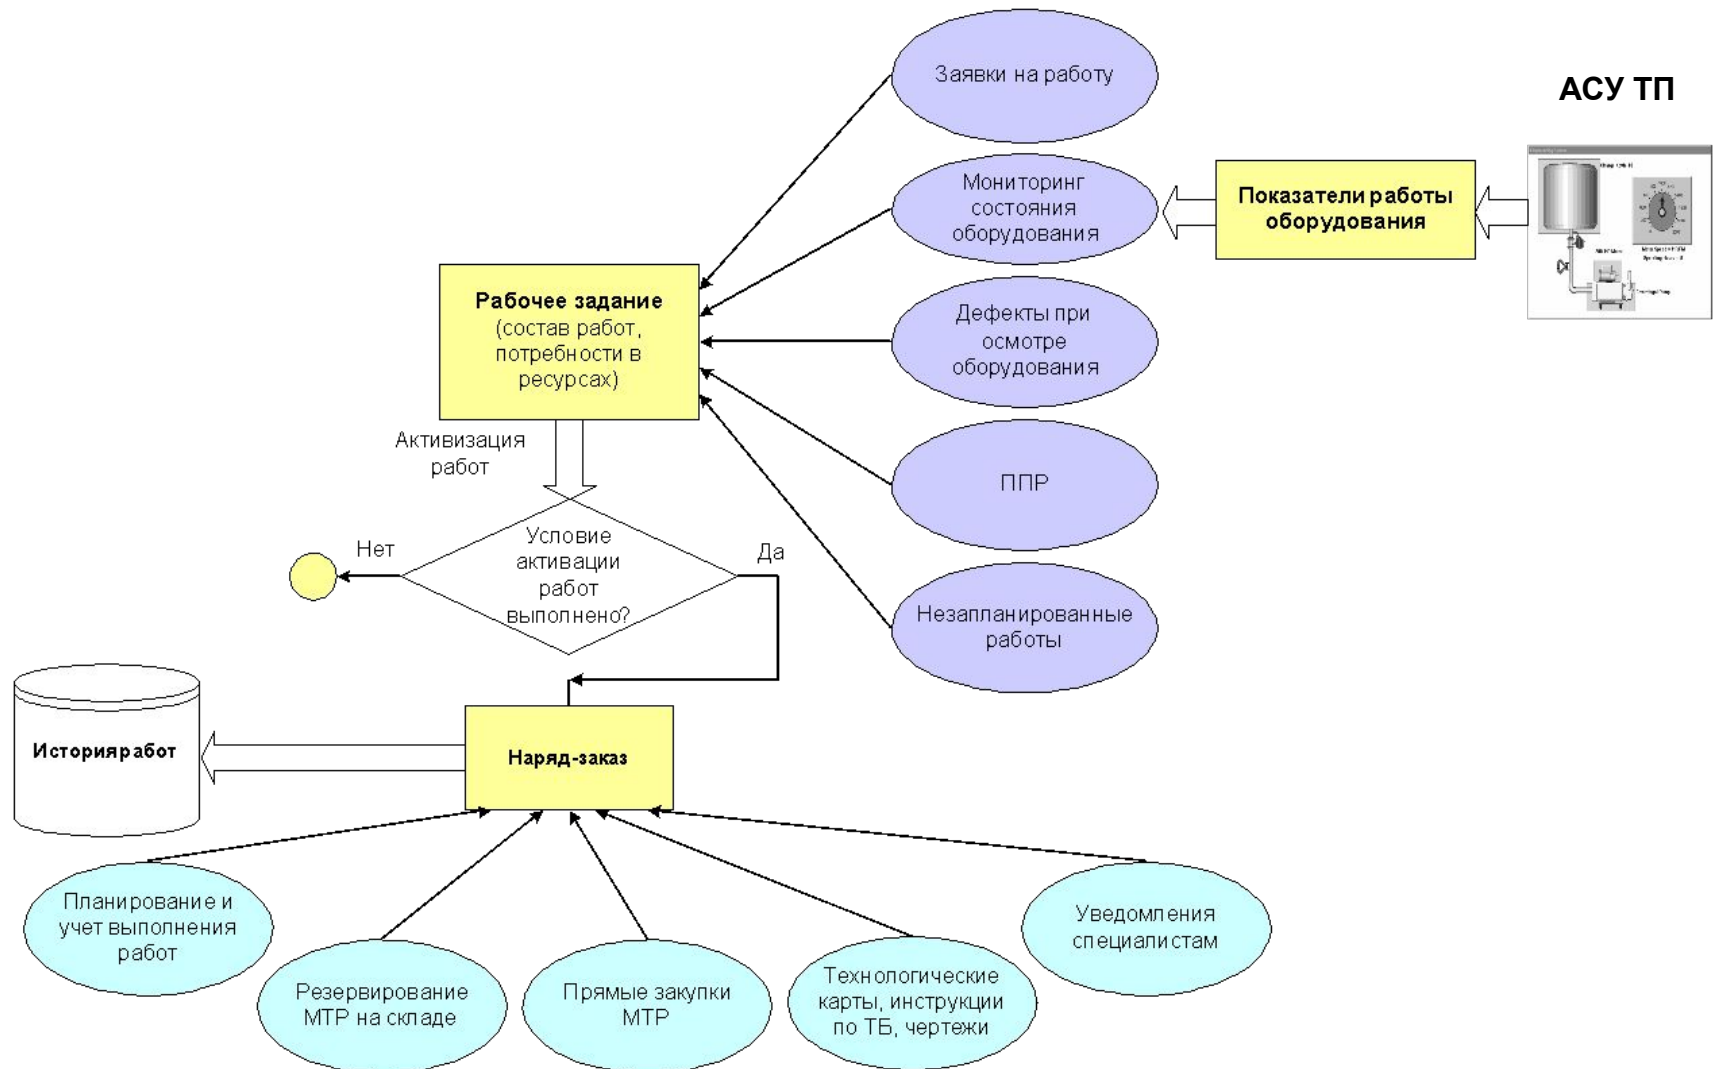 Заявки на работу
АСУ ТП
Мониторинг
состояния
оборудования
Показатели работы
оборудования
Рабочее задание
(состав работ,
потребности в
ресурсах)
Дефекты при
осмотре
оборудования
Активизация
работ
ППР
Нет
Условие
активации
работ
выполнено?
Да
Незапланированные
работы
История работ
Наряд-заказ
Планирование и
учет выполнения
работ
Резервирование
МТР на складе
Прямые закупки
МТР
Технологические
карты, инструкции
по ТБ, чертежи
Уведомления
специалистам